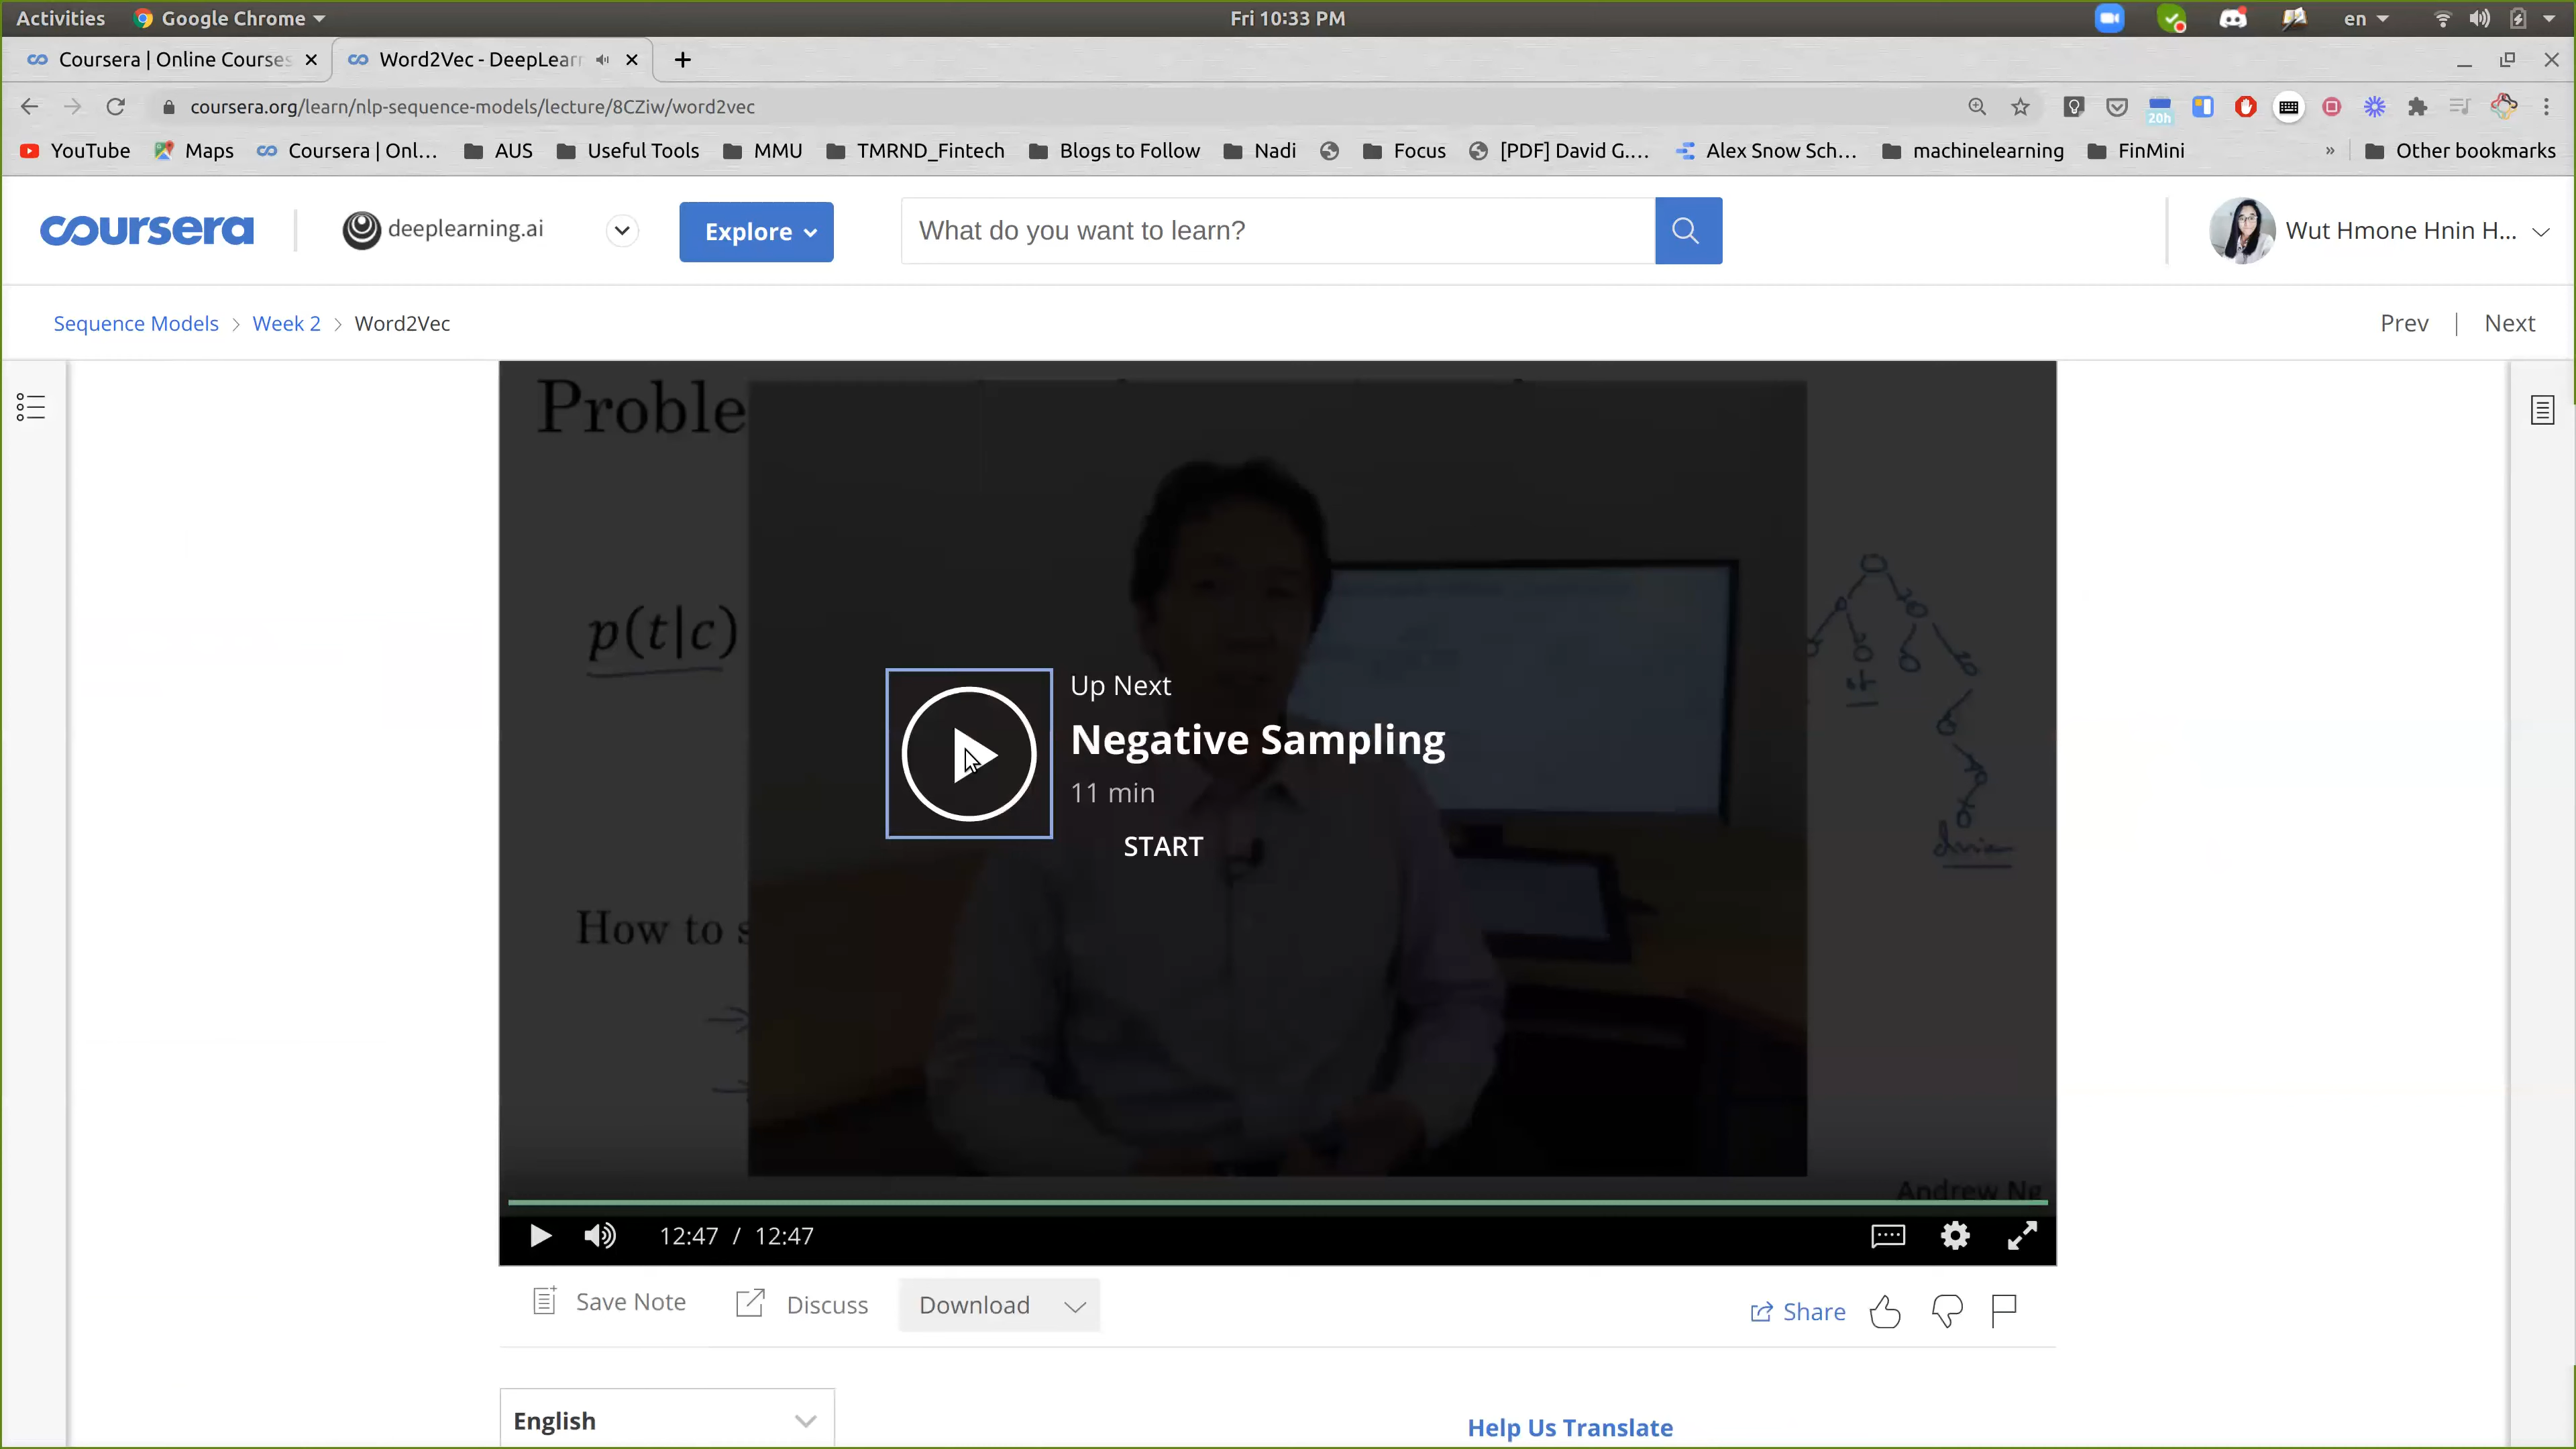 Activities Google Chrome Fri 10:33 PM en
Coursera | Online Courses Word2Vec - DeepLearn
coursera.org/learn/nlp-sequence-models/lecture/8CZiw/word2vec 20h
YouTube Maps Coursera | Onl... AUS Useful Tools MMU TMRND_Fintech Blogs to Follow Nadi Focus [PDF] David G.... Alex Snow Sch... machinelearning FinMini » Other bookmarks
coursera deeplearning.ai Explore What do you want to learn? Wut Hmone Hnin H...
Sequence Models > Week 2 > Word2Vec Prev | Next
Proble
p(t|c)
Up Next
Negative Sampling
11 min
START
How to s
Andrew Ng
12:47 / 12:47
Save Note Discuss Download Share
English
Help Us Translate